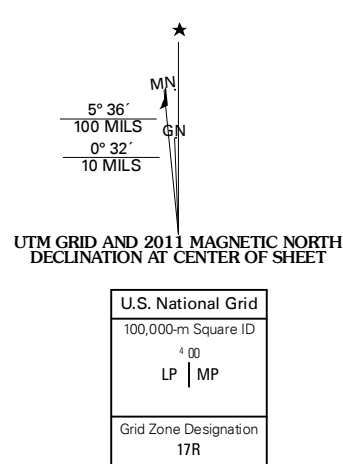 MN
5° 36´
100 MILS
GN
0° 32´
10 MILS
UTM GRID AND 2011 MAGNETIC NORTH
DECLINATION AT CENTER OF SHEET
U.S. National Grid
100,000-m Square ID
4 00
LP MP
Grid Zone Designation
17R